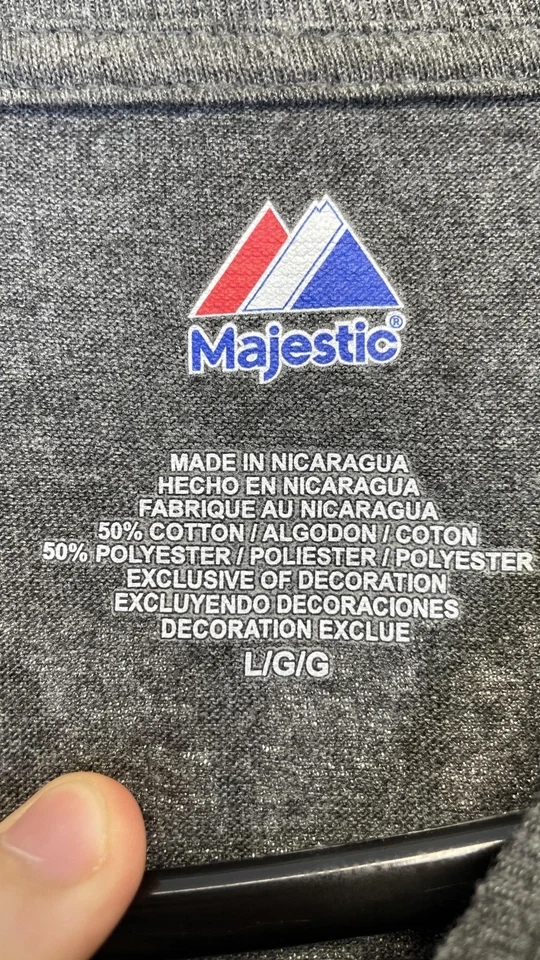 Majestic®
MADE IN NICARAGUA
HECHO EN NICARAGUA
FABRIQUE AU NICARAGUA
50% COTTON / ALGODON / COTON
50% POLYESTER / POLIESTER / POLYESTER
EXCLUSIVE OF DECORATION
EXCLUYENDO DECORACIONES
DECORATION EXCLUE
L/G/G